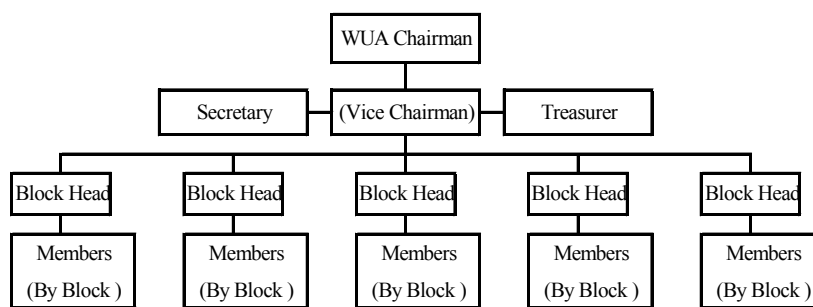 WUA Chairman
Secretary
(Vice Chairman)
Treasurer
Block Head
Block Head
Block Head
Block Head
Block Head
Members
(By Block )
Members
(By Block )
Members
(By Block )
Members
(By Block )
Members
(By Block )